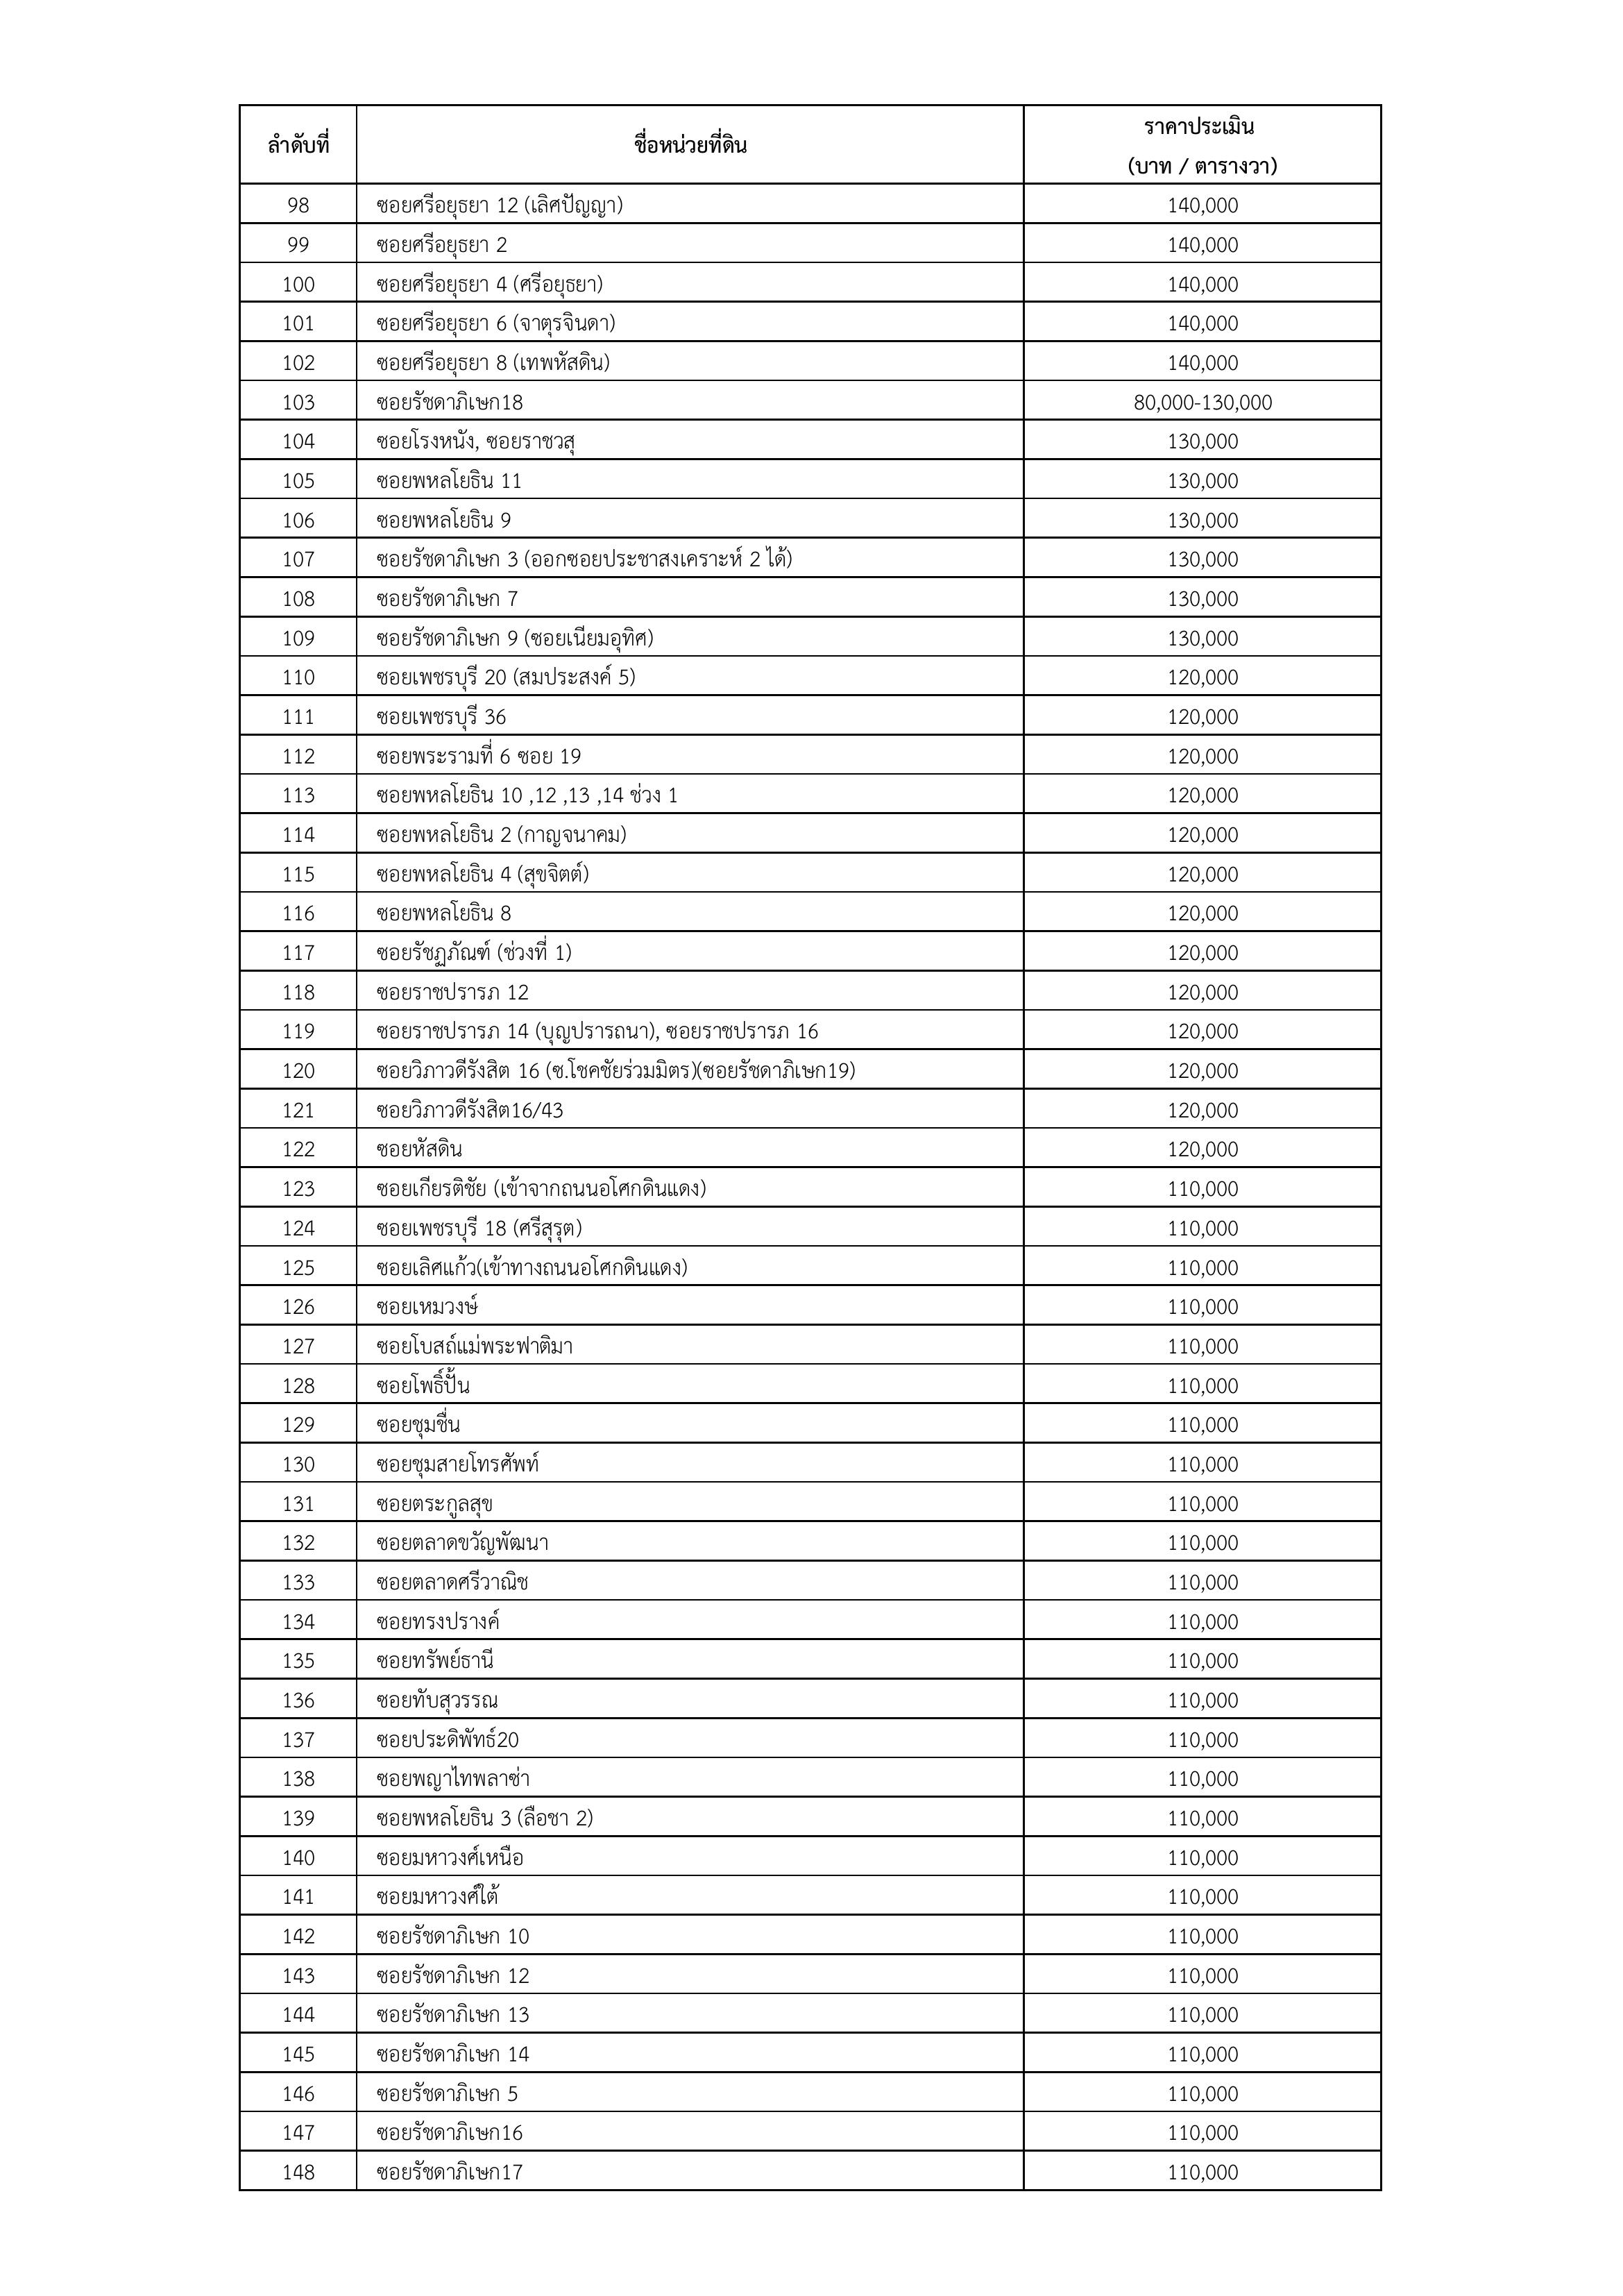 ลำดับที่ ชื่อหน่วยที่ดิน ราคาประเมิน
(บาท / ตารางวา)
98 ซอยศรีอยุธยา 12 (เลิศปัญญา) 140,000
99 ซอยศรีอยุธยา 2 140,000
100 ซอยศรีอยุธยา 4 (ศรีอยุธยา) 140,000
101 ซอยศรีอยุธยา 6 (จาตุรจินดา) 140,000
102 ซอยศรีอยุธยา 8 (เทพหัสดิน) 140,000
103 ซอยรัชดาภิเษก18 80,000-130,000
104 ซอยโรงหนัง, ซอยราชวสุ 130,000
105 ซอยพหลโยธิน 11 130,000
106 ซอยพหลโยธิน 9 130,000
107 ซอยรัชดาภิเษก 3 (ออกซอยประชาสงเคราะห์ 2 ได้) 130,000
108 ซอยรัชดาภิเษก 7 130,000
109 ซอยรัชดาภิเษก 9 (ซอยเนียมอุทิศ) 130,000
110 ซอยเพชรบุรี 20 (สมประสงค์ 5) 120,000
111 ซอยเพชรบุรี 36 120,000
112 ซอยพระรามที่ 6 ซอย 19 120,000
113 ซอยพหลโยธิน 10 ,12 ,13 ,14 ช่วง 1 120,000
114 ซอยพหลโยธิน 2 (กาญจนาคม) 120,000
115 ซอยพหลโยธิน 4 (สุขจิตต์) 120,000
116 ซอยพหลโยธิน 8 120,000
117 ซอยรัชฏภัณฑ์ (ช่วงที่ 1) 120,000
118 ซอยราชปรารภ 12 120,000
119 ซอยราชปรารภ 14 (บุญปรารถนา), ซอยราชปรารภ 16 120,000
120 ซอยวิภาวดีรังสิต 16 (ซ.โชคชัยร่วมมิตร)(ซอยรัชดาภิเษก19) 120,000
121 ซอยวิภาวดีรังสิต16/43 120,000
122 ซอยหัสดิน 120,000
123 ซอยเกียรติชัย (เข้าจากถนนอโศกดินแดง) 110,000
124 ซอยเพชรบุรี 18 (ศรีสุรุต) 110,000
125 ซอยเลิศแก้ว(เข้าทางถนนอโศกดินแดง) 110,000
126 ซอยเหมวงษ์ 110,000
127 ซอยโบสถ์แม่พระฟาติมา 110,000
128 ซอยโพธิ์ปั้น 110,000
129 ซอยชุมชื่น 110,000
130 ซอยชุมสายโทรศัพท์ 110,000
131 ซอยตระกูลสุข 110,000
132 ซอยตลาดขวัญพัฒนา 110,000
133 ซอยตลาดศรีวาณิช 110,000
134 ซอยทรงปรางค์ 110,000
135 ซอยทรัพย์ธานี 110,000
136 ซอยทับสุวรรณ 110,000
137 ซอยประดิพัทธ์20 110,000
138 ซอยพญาไทพลาซ่า 110,000
139 ซอยพหลโยธิน 3 (ลือชา 2) 110,000
140 ซอยมหาวงศ์เหนือ 110,000
141 ซอยมหาวงศ์ใต้ 110,000
142 ซอยรัชดาภิเษก 10 110,000
143 ซอยรัชดาภิเษก 12 110,000
144 ซอยรัชดาภิเษก 13 110,000
145 ซอยรัชดาภิเษก 14 110,000
146 ซอยรัชดาภิเษก 5 110,000
147 ซอยรัชดาภิเษก16 110,000
148 ซอยรัชดาภิเษก17 110,000